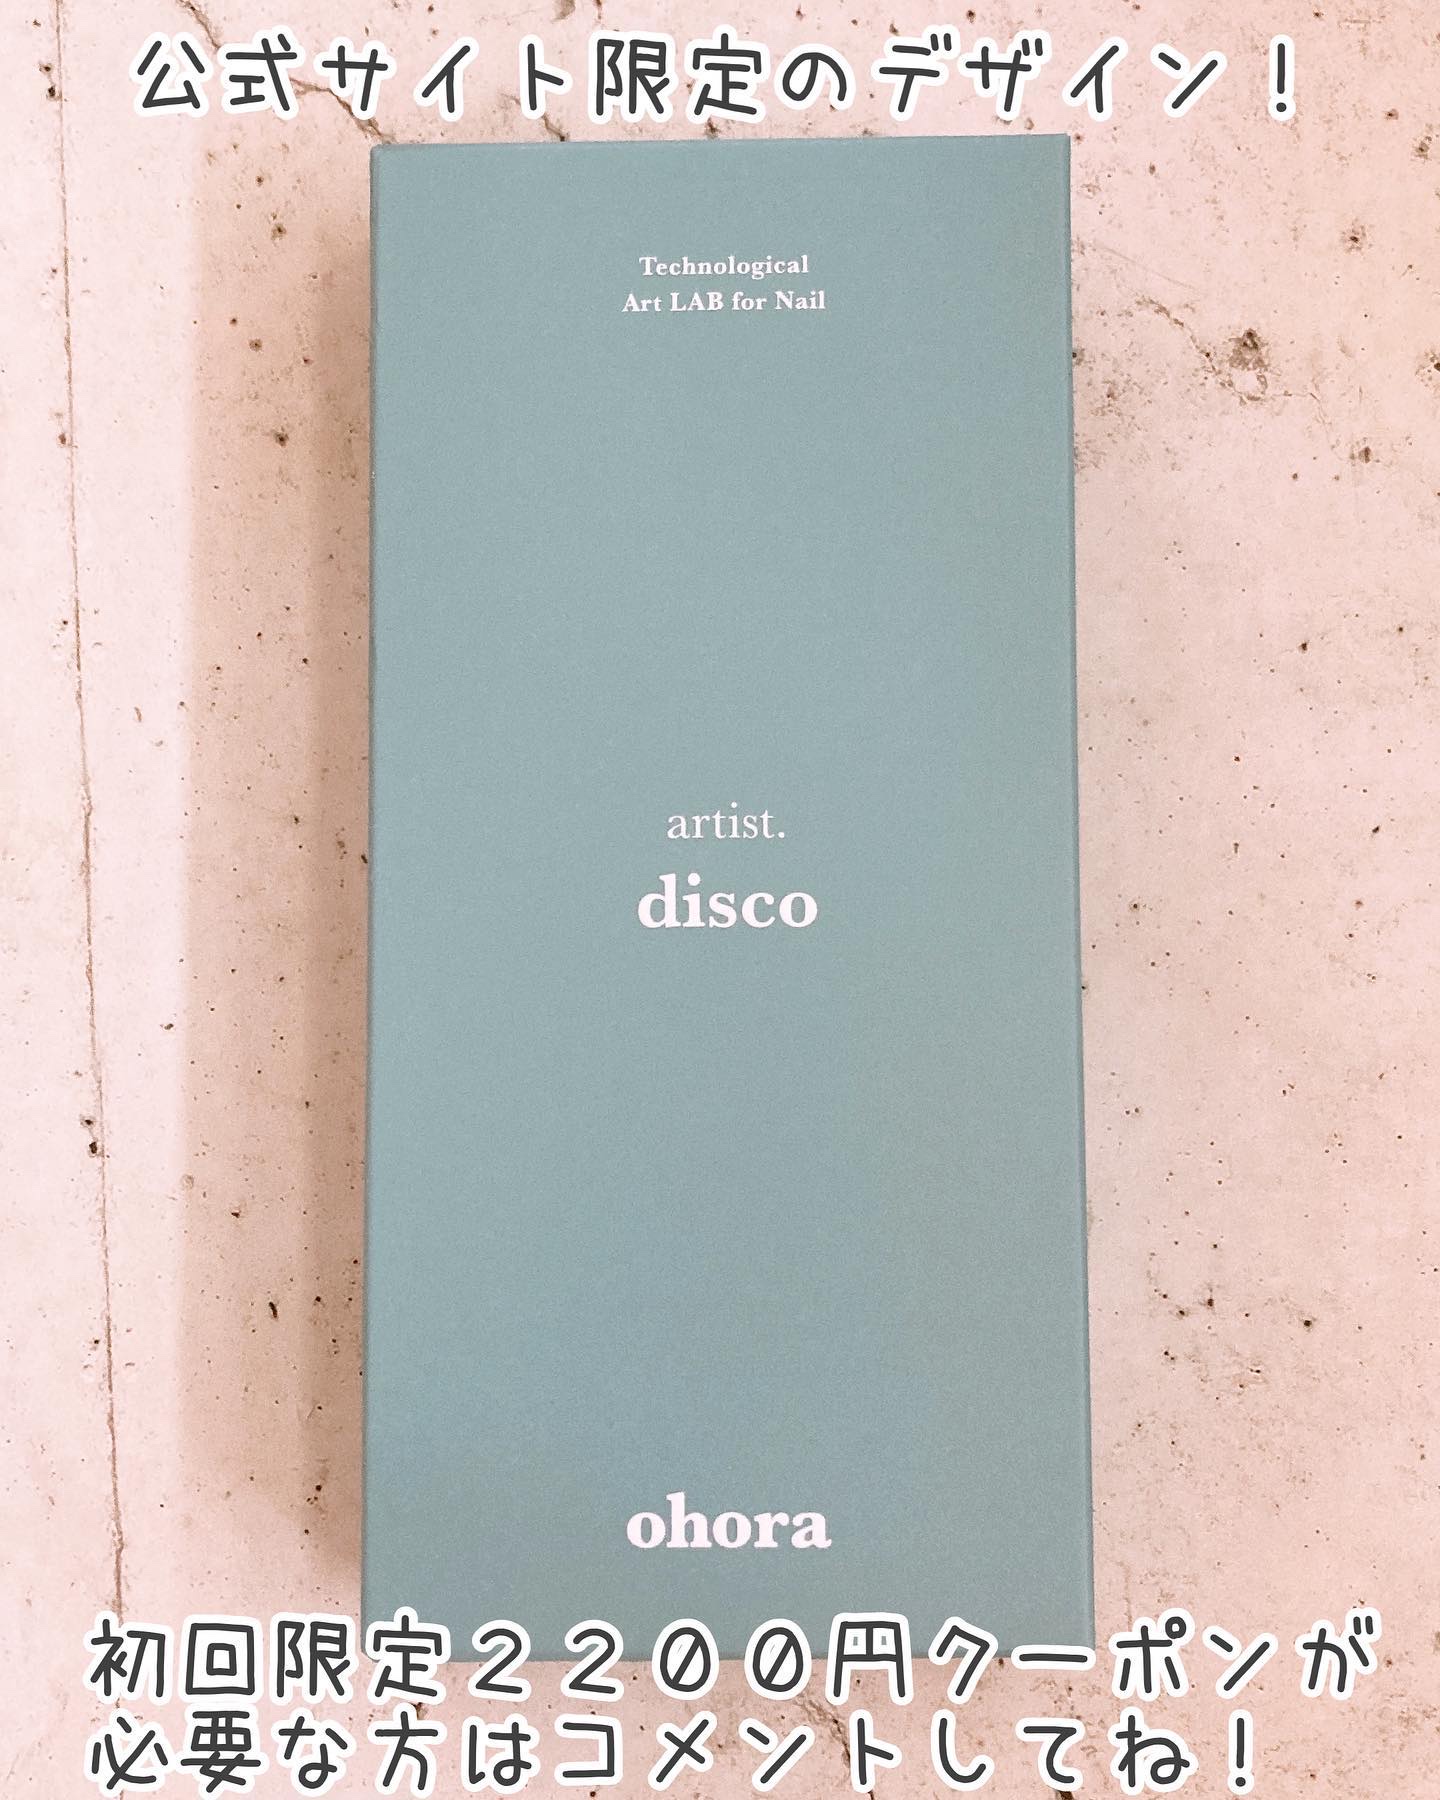 公式サイト限定のデザイン！
Technological
Art LAB for Nail
artist.
disco
ohora
初回限定２２００円クーポンが
必要な方はコメントしてね！